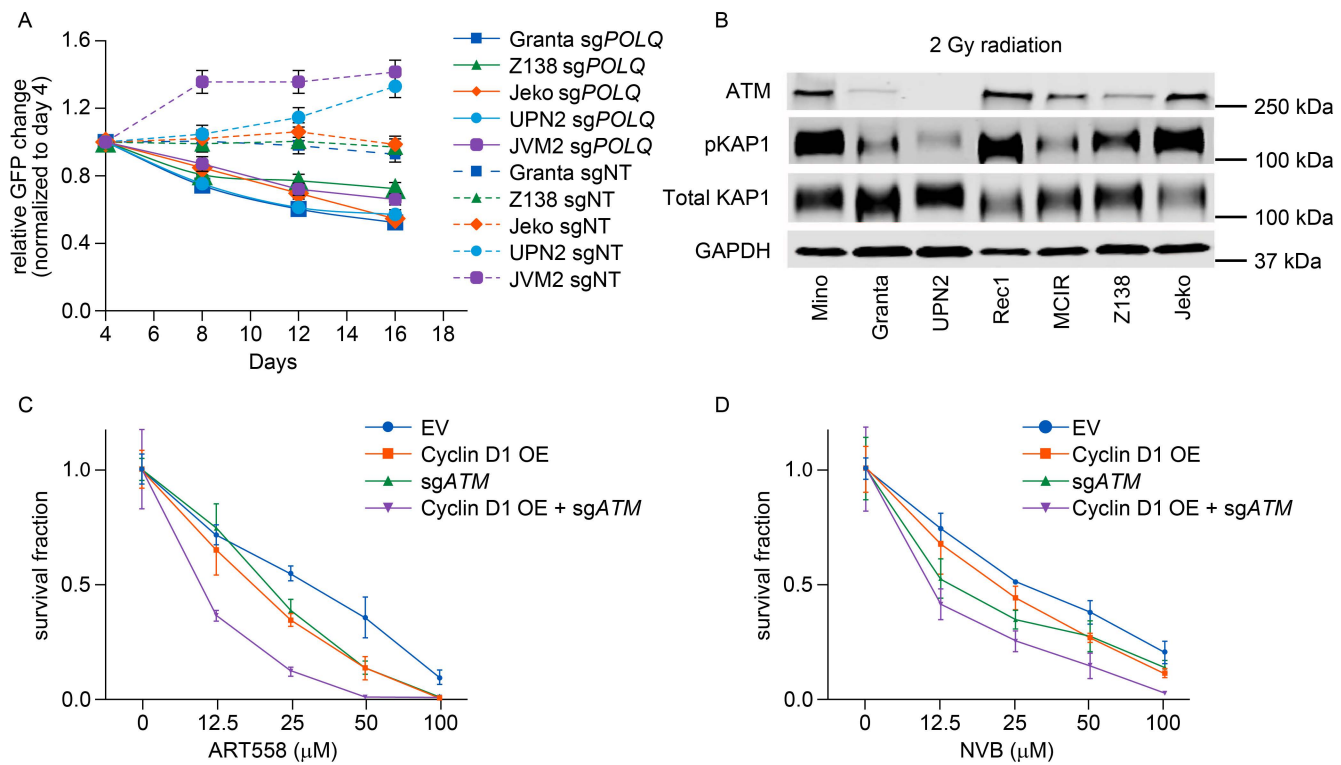 A
relative GFP change
(normalized to day 4)
1.6
1.2
0.8
0.4
0.0
4 6 8 10 12 14 16 18
Days
Granta sgPOLQ
Z138 sgPOLQ
Jeko sgPOLQ
UPN2 sgPOLQ
JVM2 sgPOLQ
Granta sgNT
Z138 sgNT
Jeko sgNT
UPN2 sgNT
JVM2 sgNT
B
2 Gy radiation
ATM
250 kDa
pKAP1
100 kDa
Total KAP1
100 kDa
GAPDH
37 kDa
Mino Granta UPN2 Rec1 MCIR Z138 Jeko
C
survival fraction
1.0
0.5
0.0
0 12.5 25 50 100
ART558 (μM)
EV
Cyclin D1 OE
sgATM
Cyclin D1 OE + sgATM
D
survival fraction
1.0
0.5
0.0
0 12.5 25 50 100
NVB (μM)
EV
Cyclin D1 OE
sgATM
Cyclin D1 OE + sgATM